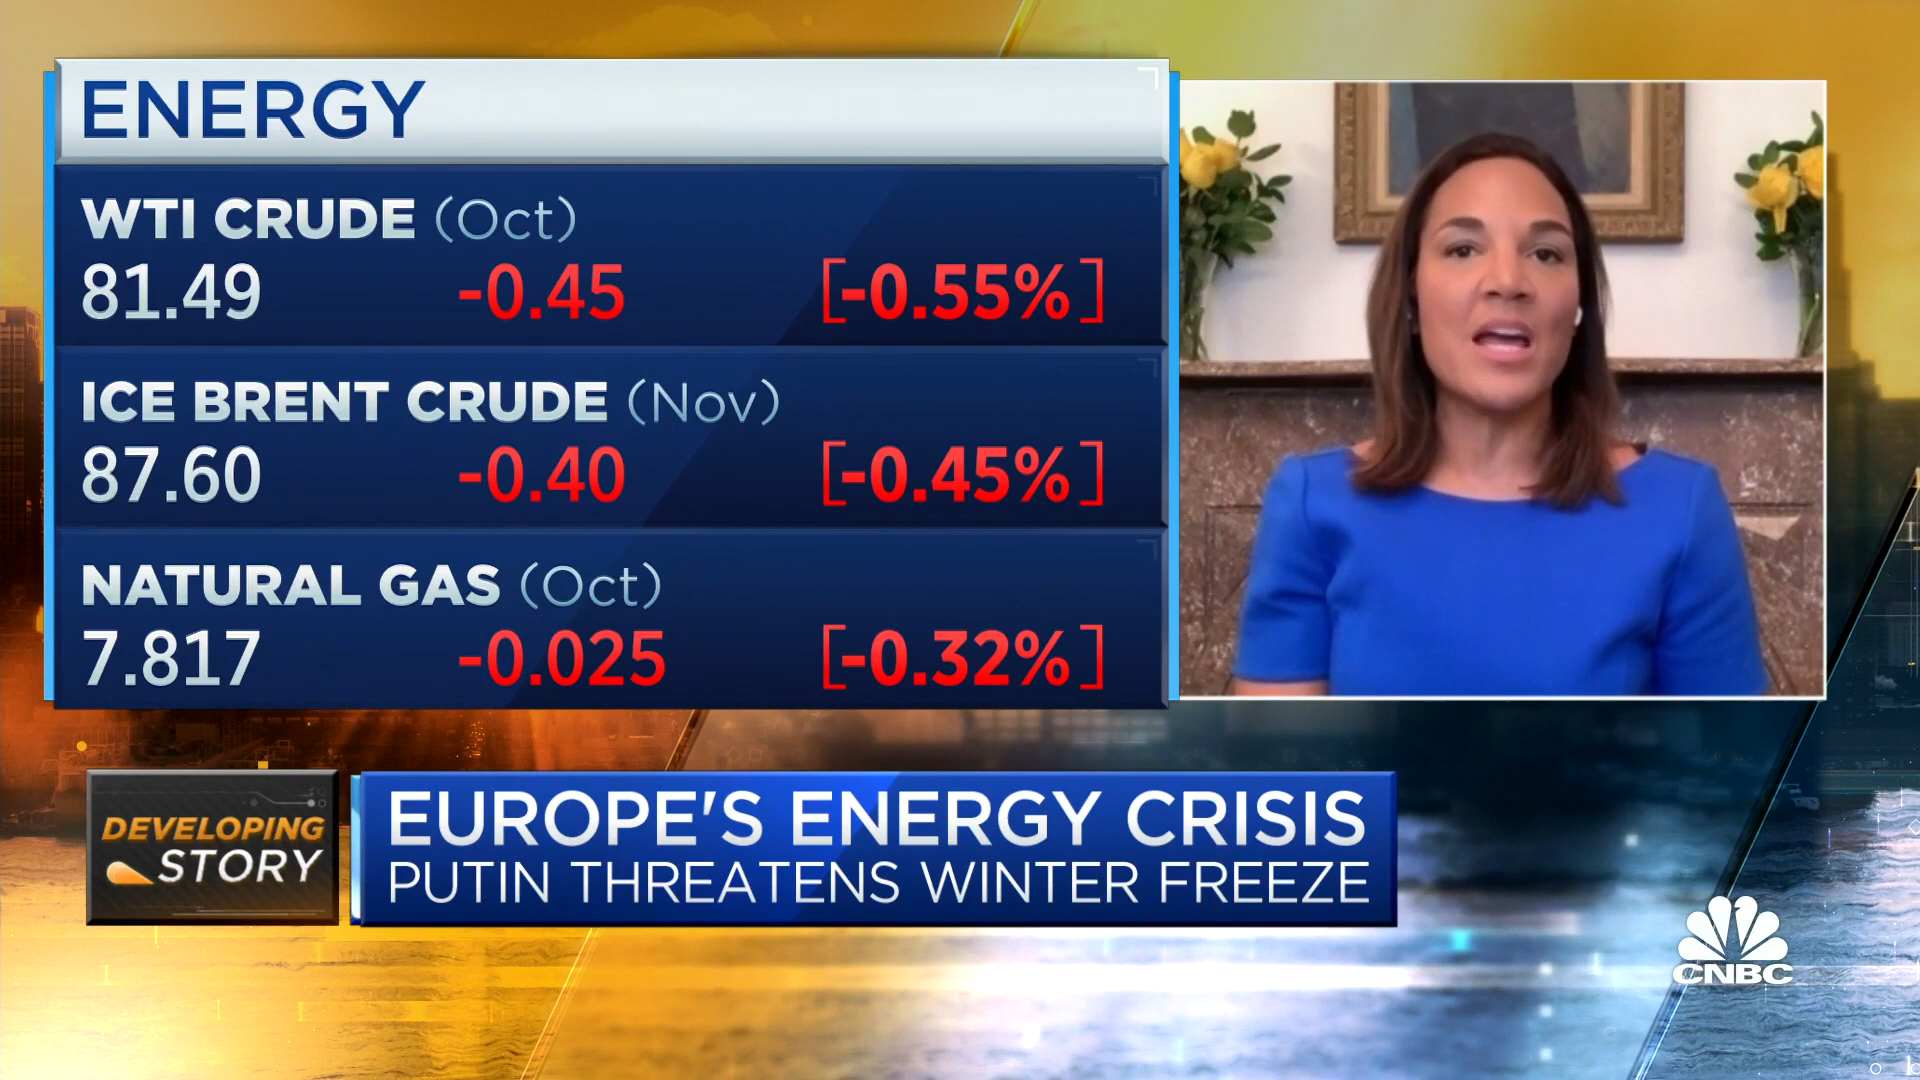 ENERGY
WTI CRUDE (Oct)
81.49 -0.45 [-0.55%]
ICE BRENT CRUDE (Nov)
87.60 -0.40 [-0.45%]
NATURAL GAS (Oct)
7.817 -0.025 [-0.32%]
DEVELOPING
STORY
EUROPE'S ENERGY CRISIS
PUTIN THREATENS WINTER FREEZE
CNBC